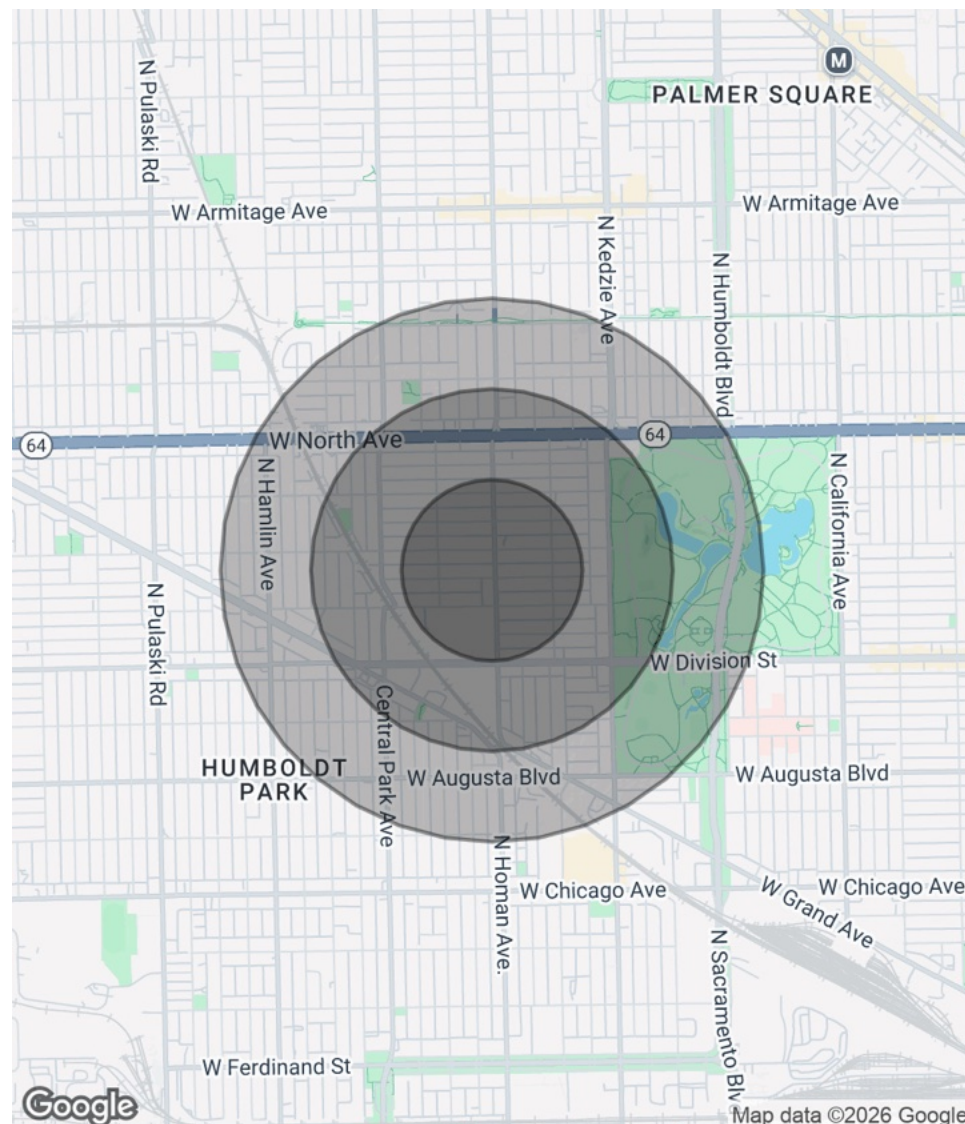 M
PALMER SQUARE
N Pulaski Rd
W Armitage Ave
W Armitage Ave
N Kedzie Ave
N Humboldt Blvd
64
W North Ave
64
N Hamlin Ave
N California Ave
N Pulaski Rd
W Division St
Central Park Ave
HUMBOLDT
PARK
W Augusta Blvd
W Augusta Blvd
N Homan Ave.
W Chicago Ave
W Chicago Ave
W Grand Ave
N Sacramento Blv
W Ferdinand St
Google
Map data ©2026 Google